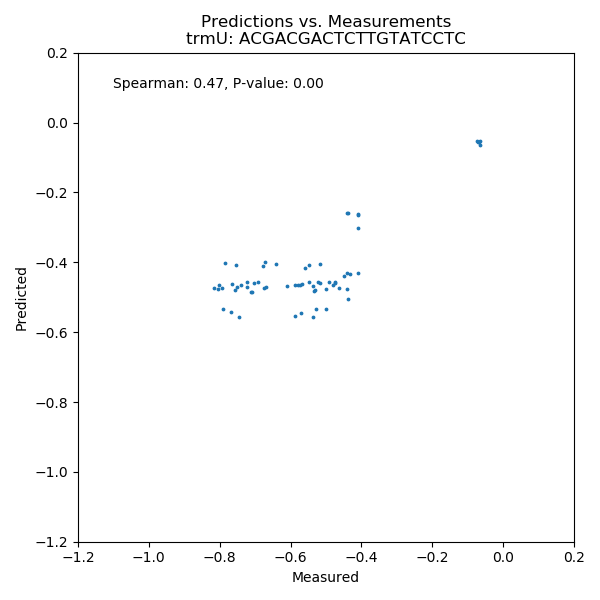 Predictions vs. Measurements
trmU: ACGACGACTCTTGTATCCTC
Spearman: 0.47, P-value: 0.00
0.2
0.0
−0.2
−0.4
−0.6
−0.8
−1.0
−1.2
Predicted
−1.2 −1.0 −0.8 −0.6 −0.4 −0.2 0.0 0.2
Measured